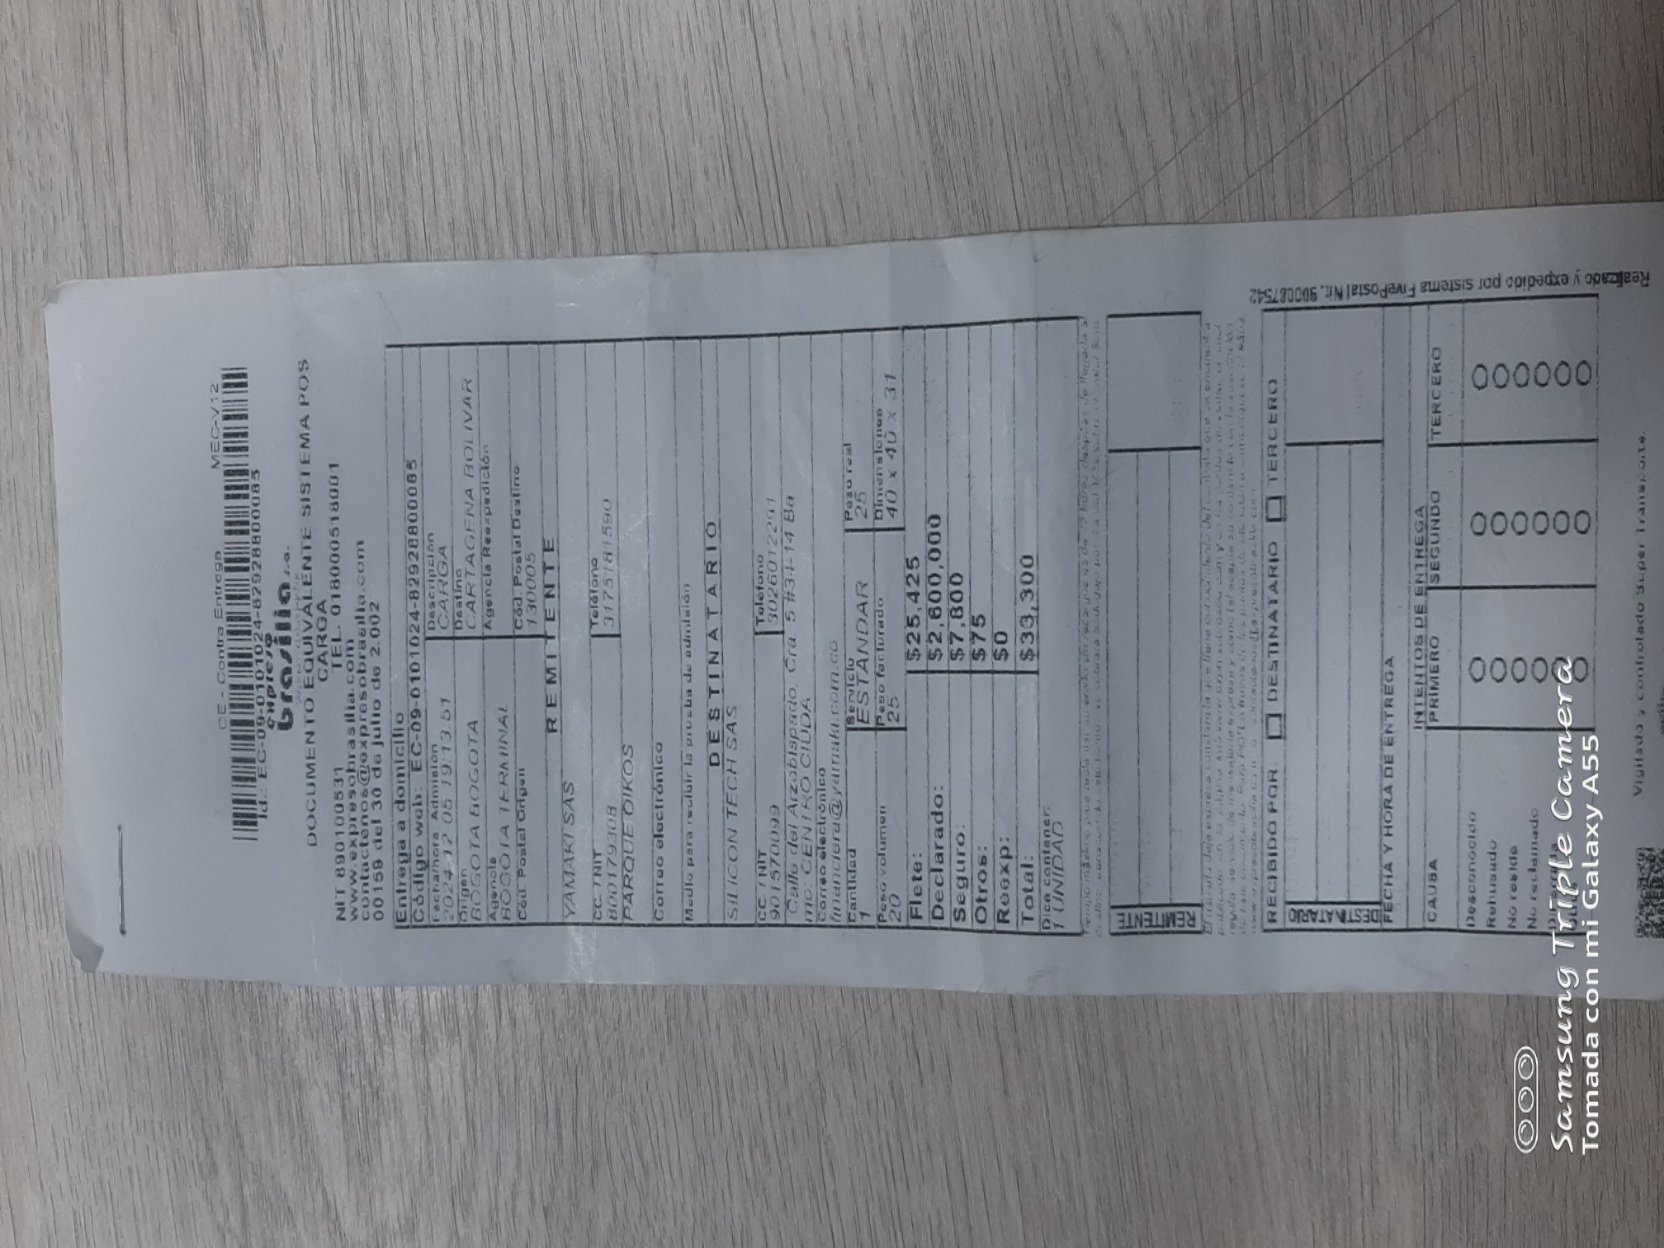 CE - Contra Entrega MEC-V12
Id.: EC-09-0101024-82928800085
expreso
brasilia s.a.
DOCUMENTO EQUIVALENTE SISTEMA POS
CARGA
NIT 890100531 TEL. 018000518001
www.expresobrasilia.com
contactenos@expresobrasilia.com
00159 del 30 de julio de 2.002
Entrega a domicilio
Código web: EC-09-0101024-82928800085
Fecha/hora Admisión Descripción
2024-12-05 19:13:51 CARGA
Origen Destino
BOGOTA BOGOTA CARTAGENA BOLIVAR
Agencia Agencia Reexpedición
BOGOTA TERMINAL
Cód. Postal Origen Cód Postal Destino
130005
REMITENTE
YAMAKI SAS
CC. / NIT Teléfono
800179308 3175181590
PARQUE OIKOS
Correo electrónico
Medio para recibir la prueba de admisión
DESTINATARIO
SILICON TECH SAS
CC. / NIT Teléfono
901570099 3026012291
Calle del Arzobispado, Cra. 5 #34-14 Ba
rrio: CENTRO CIUDA
Correo electrónico
financiera@yamaki.com.co
Cantidad Servicio Peso real
1 ESTANDAR 25
Peso volumen Peso facturado Dimensiones
20 25 40 x 40 x 31
Flete: $25,425
Declarado: $2,600,000
Seguro: $7,800
Otros: $75
Reexp: $0
Total: $33,300
Dice contener:
1 UNIDAD
REMITENTE
RECIBIDO POR: DESTINATARIO TERCERO
DESTINATARIO
FECHA Y HORA DE ENTREGA
INTENTOS DE ENTREGA
CAUSA PRIMERO SEGUNDO TERCERO
Desconocido
Rehusado
No reside
No reclamado
Vigilado y controlado Super Transporte.
Realizado y expedido por sistema FivePostal Nit. 900087542
Samsung Triple Camera
Tomada con mi Galaxy A55